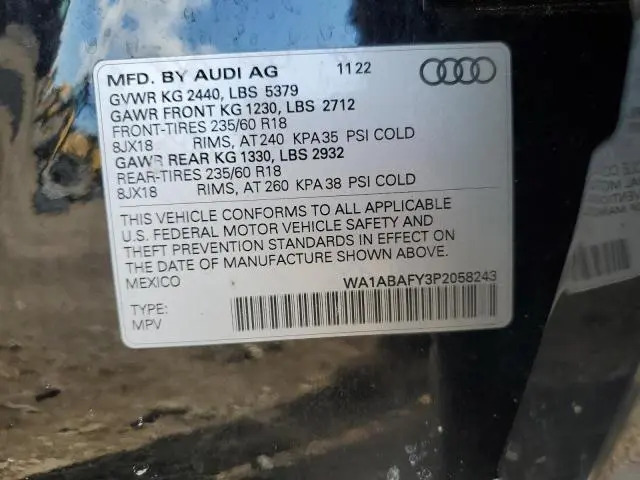 MFD. BY AUDI AG 1122
GVWR KG 2440, LBS 5379
GAWR FRONT KG 1230, LBS 2712
FRONT-TIRES 235/60 R18
8JX18 RIMS, AT 240 KPA 35 PSI COLD
GAWR REAR KG 1330, LBS 2932
REAR-TIRES 235/60 R18
8JX18 RIMS, AT 260 KPA 38 PSI COLD
THIS VEHICLE CONFORMS TO ALL APPLICABLE
U.S. FEDERAL MOTOR VEHICLE SAFETY AND
THEFT PREVENTION STANDARDS IN EFFECT ON
THE DATE OF MANUFACTURE SHOWN ABOVE.
MEXICO WA1ABAFY3P2058243
TYPE:
MPV